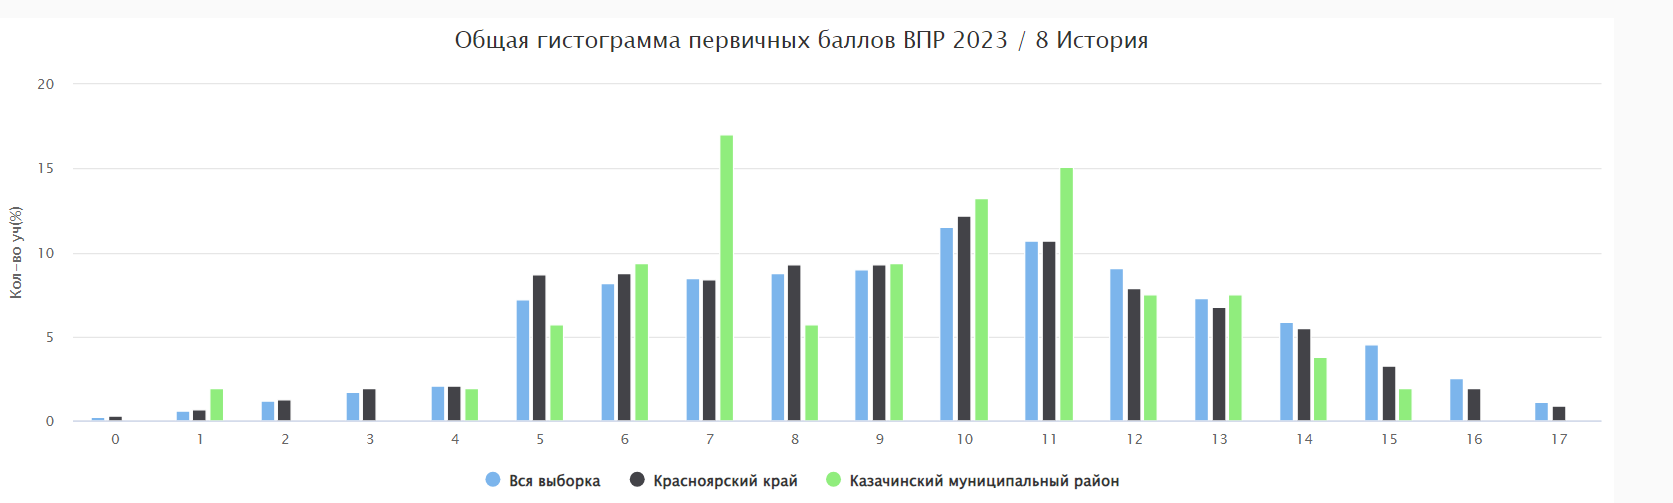 Общая гистограмма первичных баллов ВПР 2023 / 8 История
20
15
10
5
0
Кол-во уч(%)
0 1 2 3 4 5 6 7 8 9 10 11 12 13 14 15 16 17
Вся выборка Красноярский край Казачинский муниципальный район